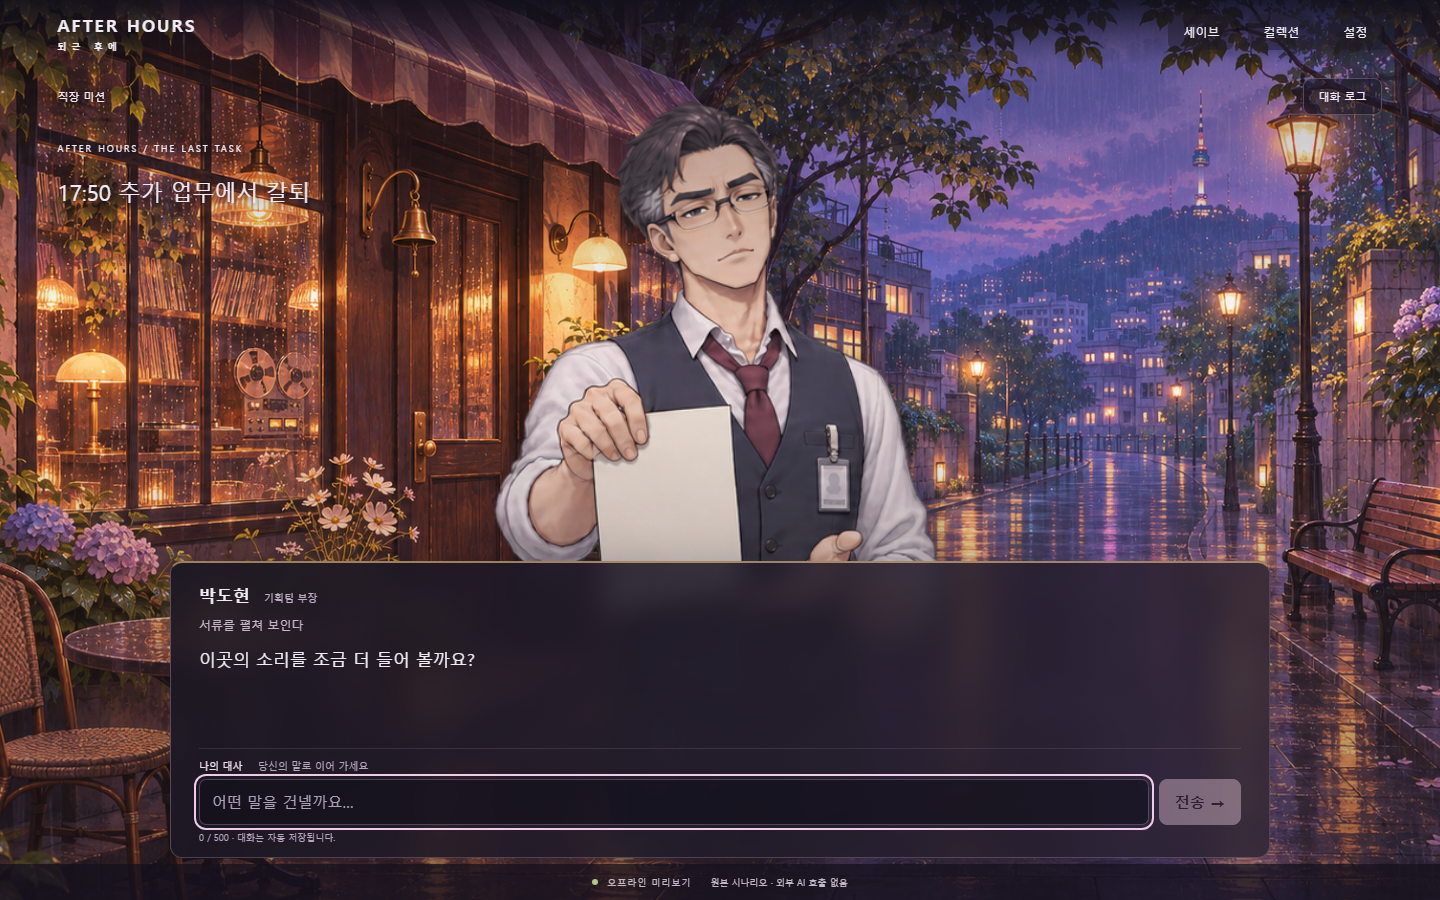 AFTER HOURS
퇴근 후에
세이브 컬렉션 설정
직장 미션
대화 로그
AFTER HOURS / THE LAST TASK
17:50 추가 업무에서 칼퇴
박도현 기획팀 부장
서류를 펼쳐 보인다
이곳의 소리를 조금 더 들어 볼까요?
나의 대사 당신의 말로 이어 가세요
어떤 말을 건넬까요...
전송 →
0 / 500 · 대화는 자동 저장됩니다.
오프라인 미리보기 원본 시나리오 · 외부 AI 호출 없음